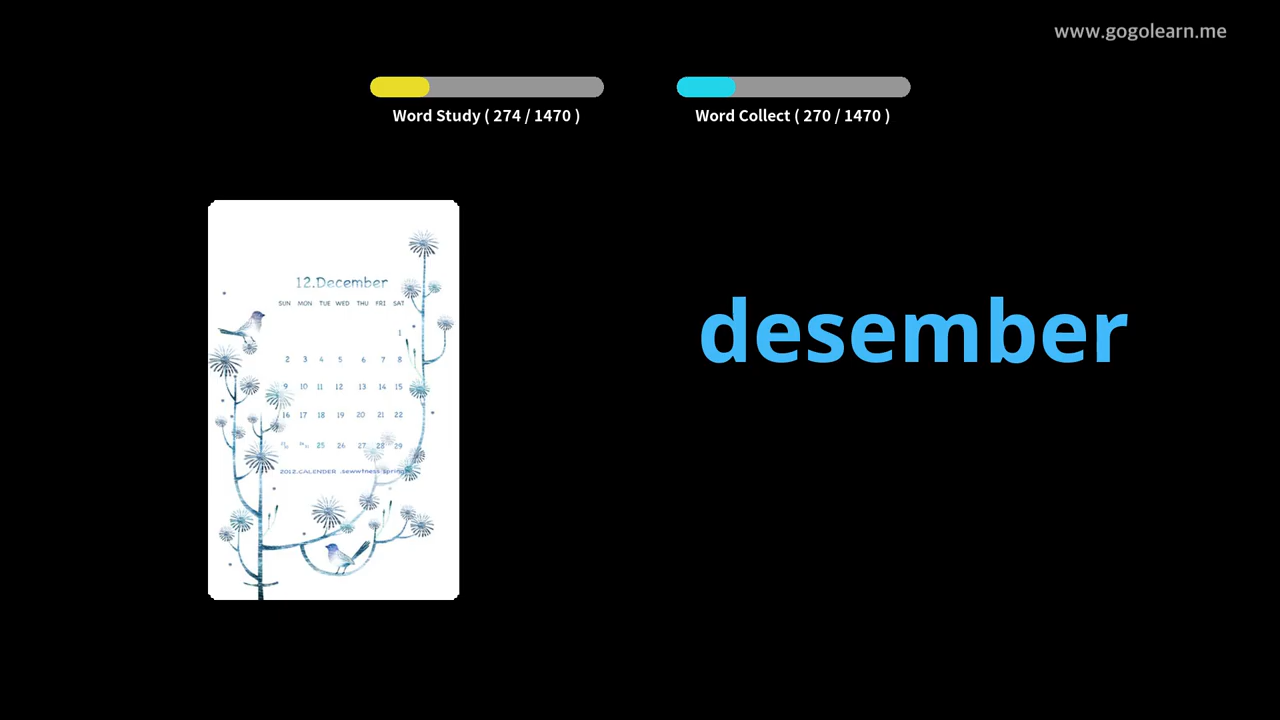 www.gogolearn.me
Word Study ( 274 / 1470 )
Word Collect ( 270 / 1470 )
12.December
SUN MON TUE WED THU FRI SAT
1
2 3 4 5 6 7 8
9 10 11 12 13 14 15
16 17 18 19 20 21 22
25 26 27 28 29
2012.CALENDER .sewwtness spring
desember